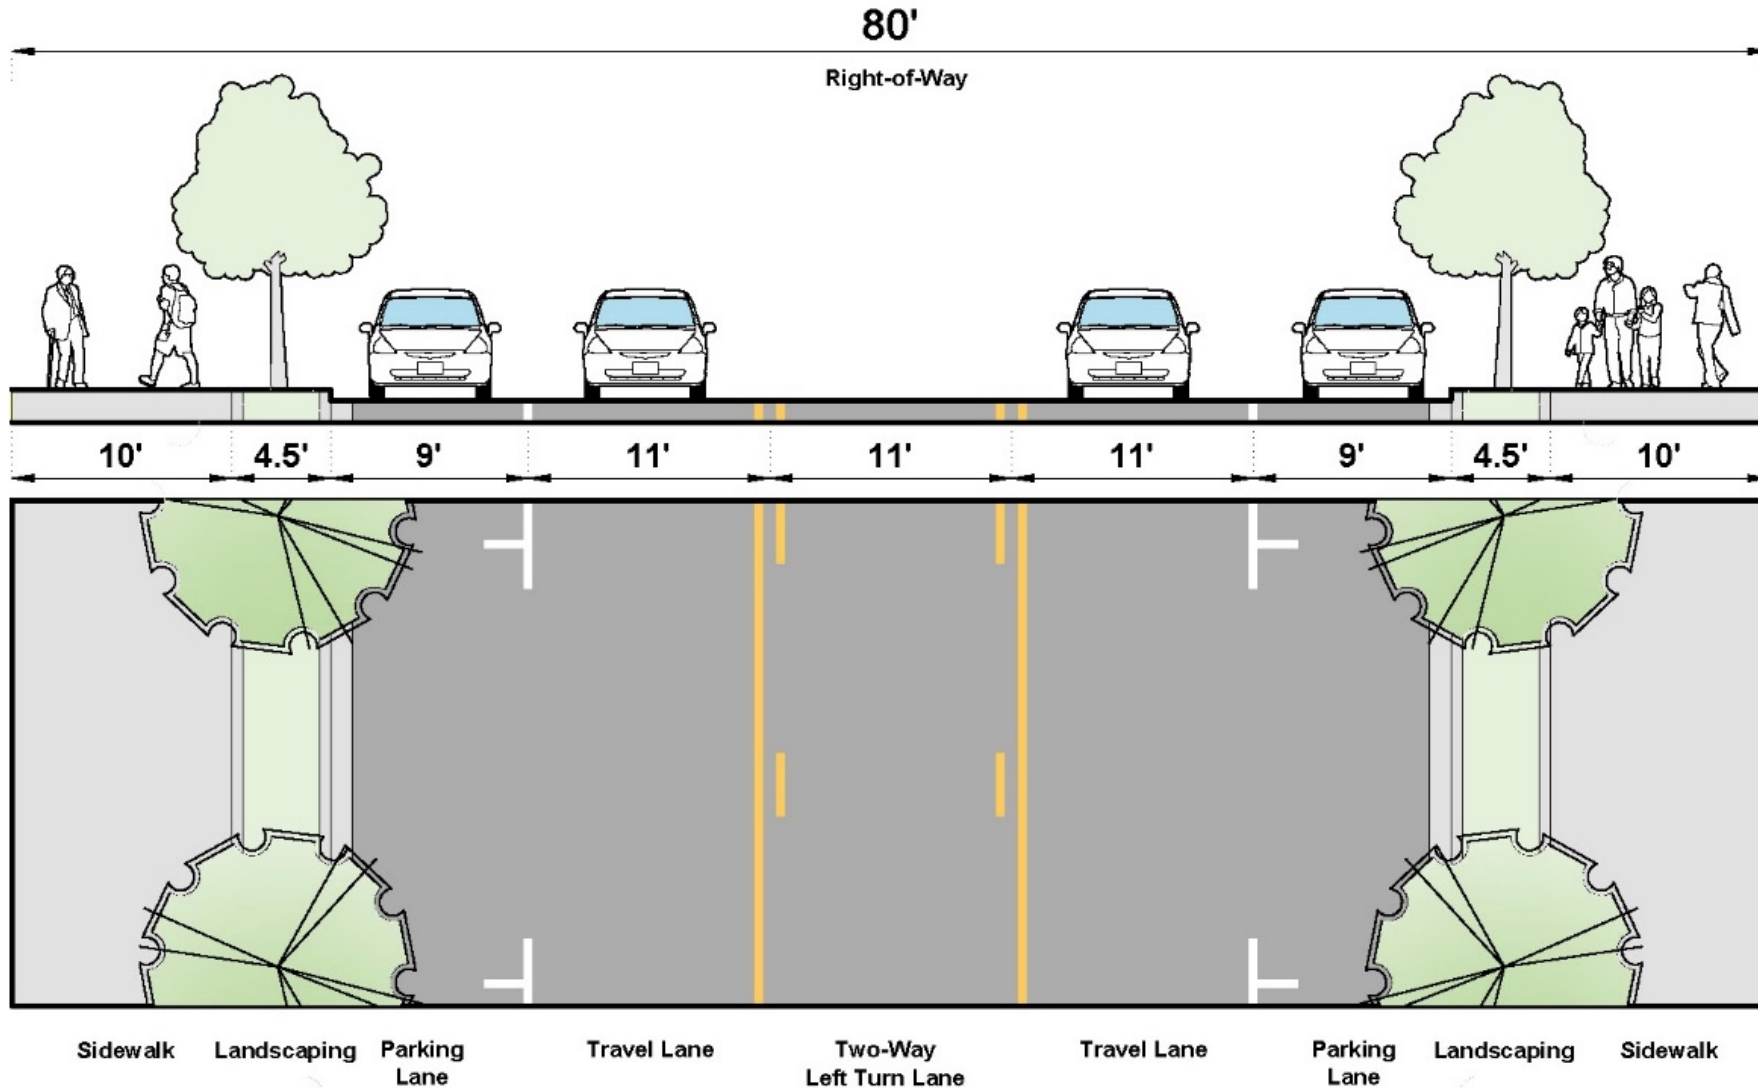 80'
Right-of-Way
10' 4.5' 9' 11' 11' 11' 9' 4.5' 10'
Sidewalk Landscaping Parking Travel Lane Two-Way Travel Lane Parking Landscaping Sidewalk
Lane Left Turn Lane Lane